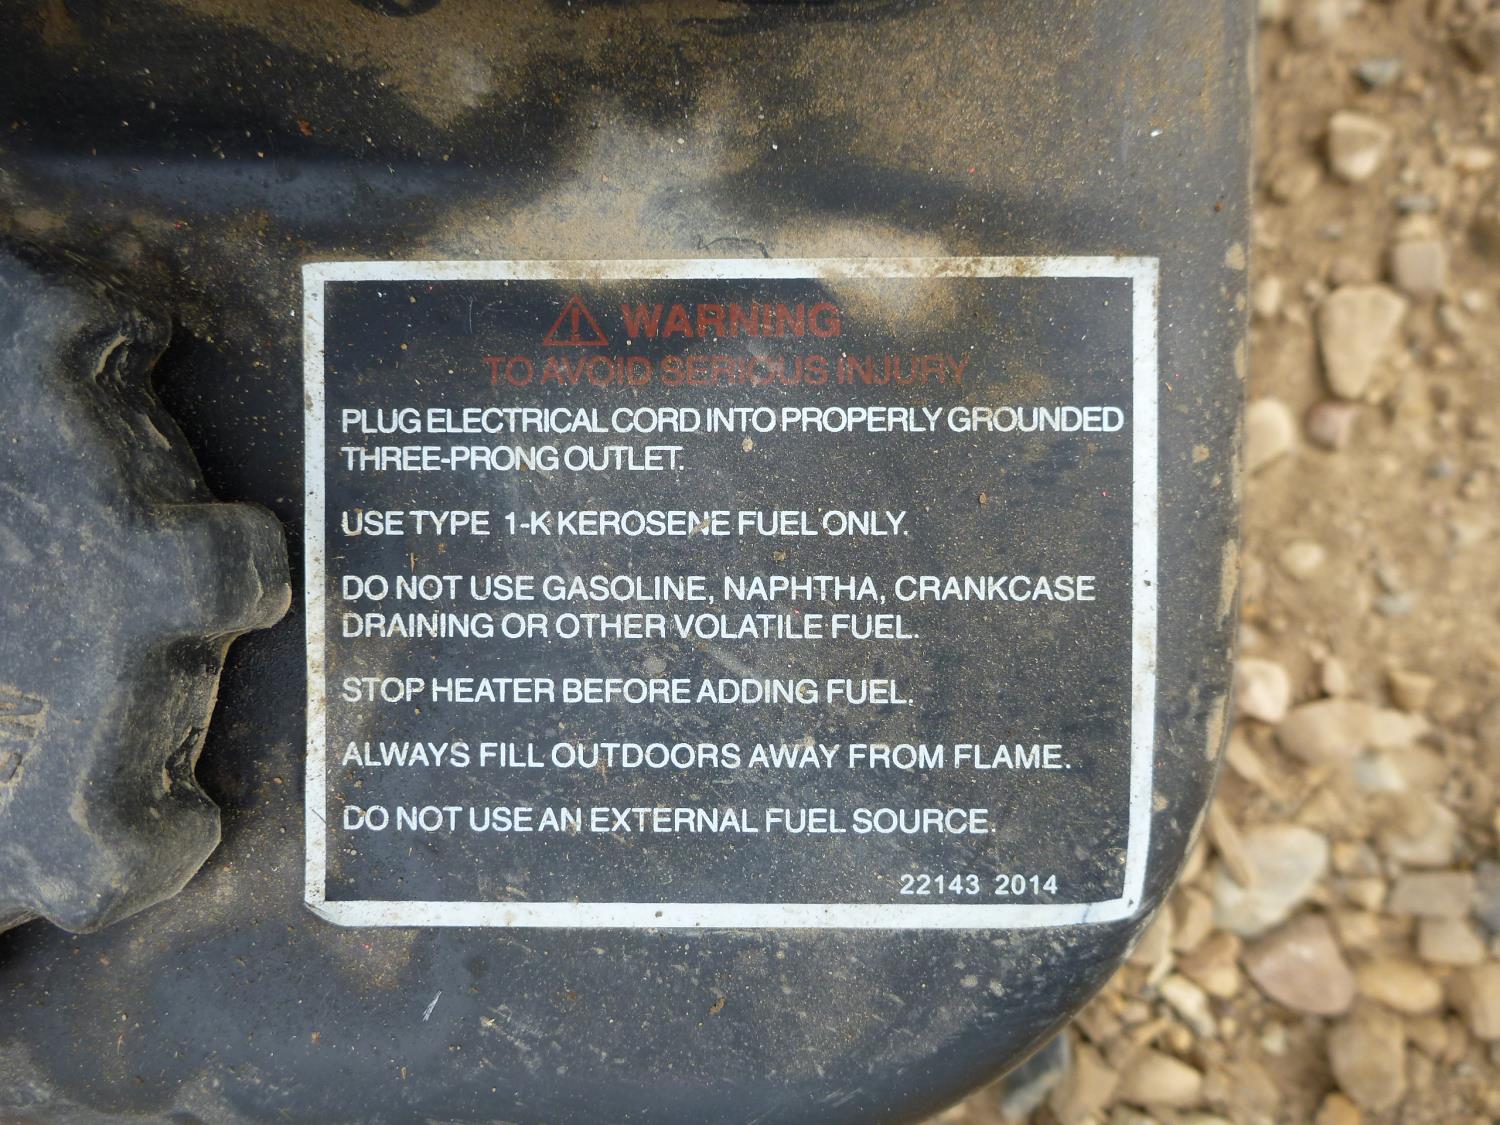 WARNING
TO AVOID SERIOUS INJURY
PLUG ELECTRICAL CORD INTO PROPERLY GROUNDED
THREE-PRONG OUTLET.
USE TYPE 1-K KEROSENE FUEL ONLY.
DO NOT USE GASOLINE, NAPHTHA, CRANKCASE
DRAINING OR OTHER VOLATILE FUEL.
STOP HEATER BEFORE ADDING FUEL.
ALWAYS FILL OUTDOORS AWAY FROM FLAME.
DO NOT USE AN EXTERNAL FUEL SOURCE.
22143 2014